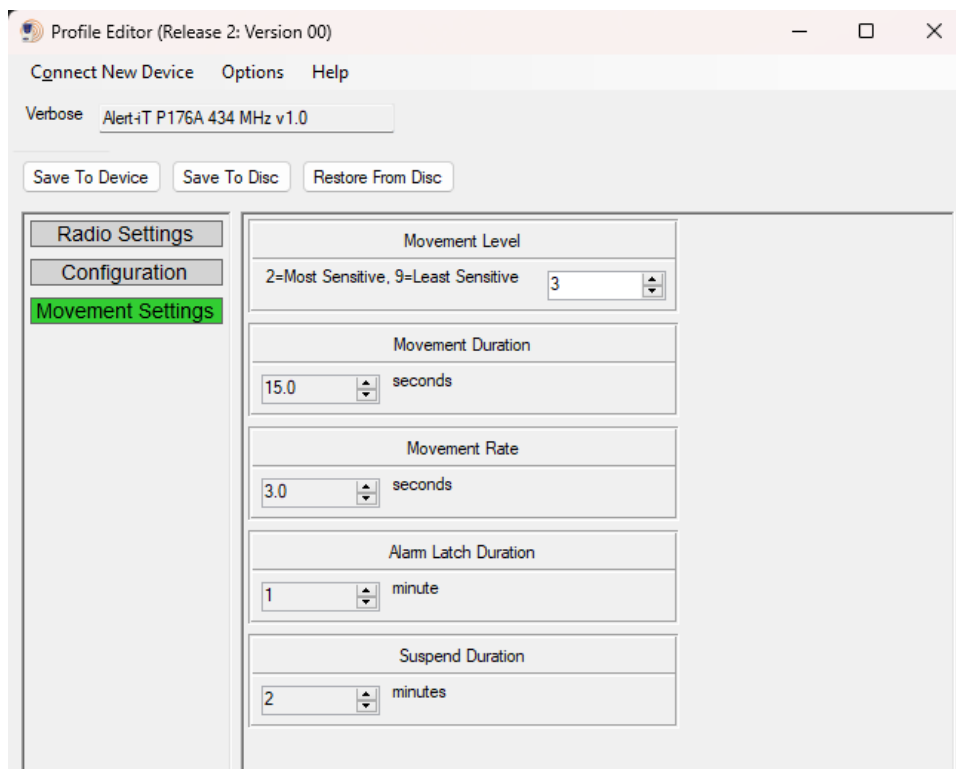 Profile Editor (Release 2: Version 00)
Connect New Device Options Help
Verbose Alert-iT P176A 434 MHz v1.0
Save To Device Save To Disc Restore From Disc
Radio Settings
Configuration
Movement Settings
Movement Level
2=Most Sensitive, 9=Least Sensitive 3
Movement Duration
15.0 seconds
Movement Rate
3.0 seconds
Alarm Latch Duration
1 minute
Suspend Duration
2 minutes